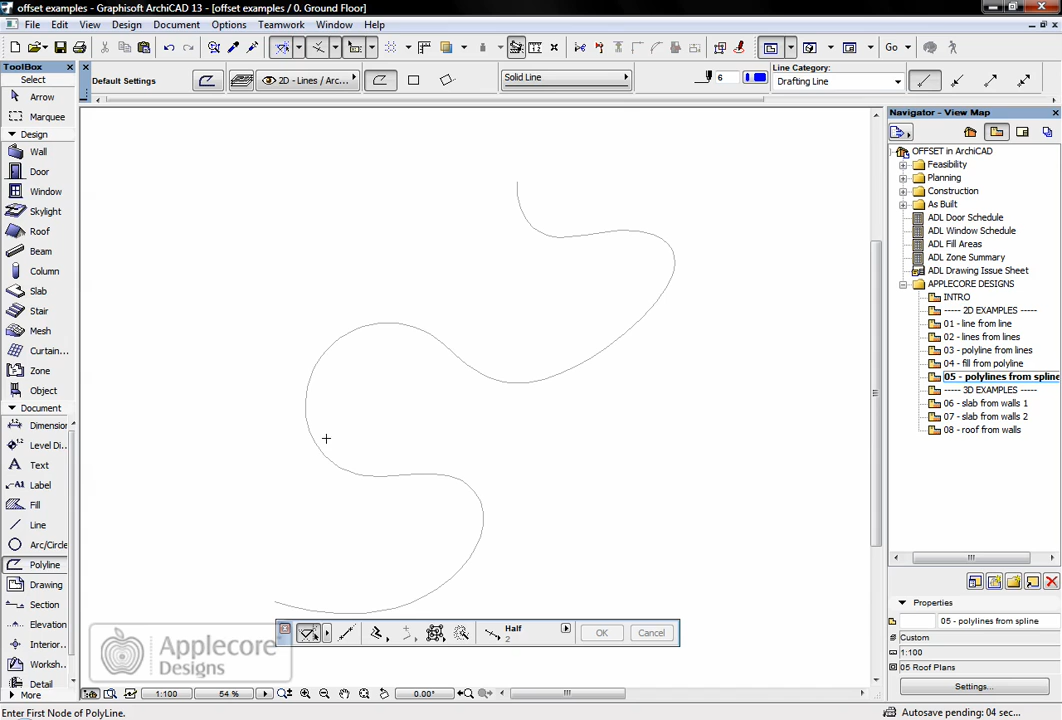 offset examples - Graphisoft ArchiCAD 13 - [offset examples / 0. Ground Floor]
File Edit View Design Document Options Teamwork Window Help
ToolBox
Select
Arrow
Marquee
Design
Wall
Door
Window
Skylight
Roof
Beam
Column
Slab
Stair
Mesh
Curtain...
Zone
Object
Document
Dimensio
Level Di...
Text
Label
Fill
Line
Arc/Circle
Polyline
Drawing
Section
Elevation
Interior...
Worksh...
Detail
More
Default Settings
2D - Lines / Arc...
Solid Line
6
Line Category:
Drafting Line
Go
Navigator - View Map
OFFSET in ArchiCAD
Feasibility
Planning
Construction
As Built
ADL Door Schedule
ADL Window Schedule
ADL Fill Areas
ADL Zone Summary
ADL Drawing Issue Sheet
APPLECORE DESIGNS
INTRO
----- 2D EXAMPLES -----
01 - line from line
02 - lines from lines
03 - polyline from lines
04 - fill from polyline
05 - polylines from spline
----- 3D EXAMPLES -----
06 - slab from walls 1
07 - slab from walls 2
08 - roof from walls
Properties
05 - polylines from spline
Custom
1:100
05 Roof Plans
Settings...
Half
2
OK
Cancel
Applecore
Designs
1:100
54 %
0.00°
Enter First Node of PolyLine.
Autosave pending: 04 sec